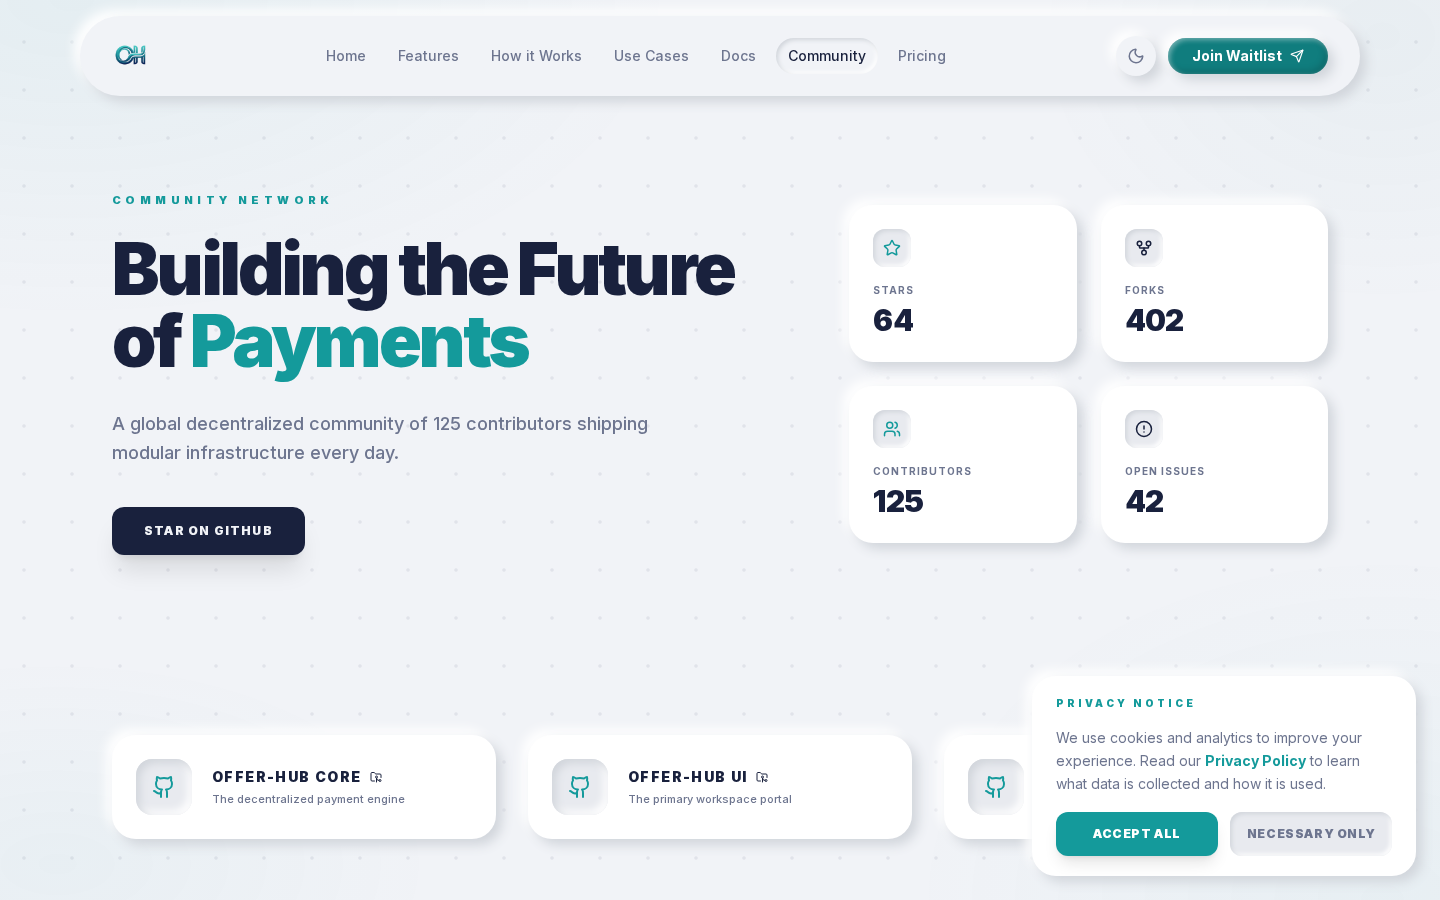 OH
Home
Features
How it Works
Use Cases
Docs
Community
Pricing
Join Waitlist
COMMUNITY NETWORK
Building the Future
of Payments
A global decentralized community of 125 contributors shipping
modular infrastructure every day.
STAR ON GITHUB
STARS
64
FORKS
402
CONTRIBUTORS
125
OPEN ISSUES
42
OFFER-HUB CORE
The decentralized payment engine
OFFER-HUB UI
The primary workspace portal
PRIVACY NOTICE
We use cookies and analytics to improve your
experience. Read our Privacy Policy to learn
what data is collected and how it is used.
ACCEPT ALL
NECESSARY ONLY